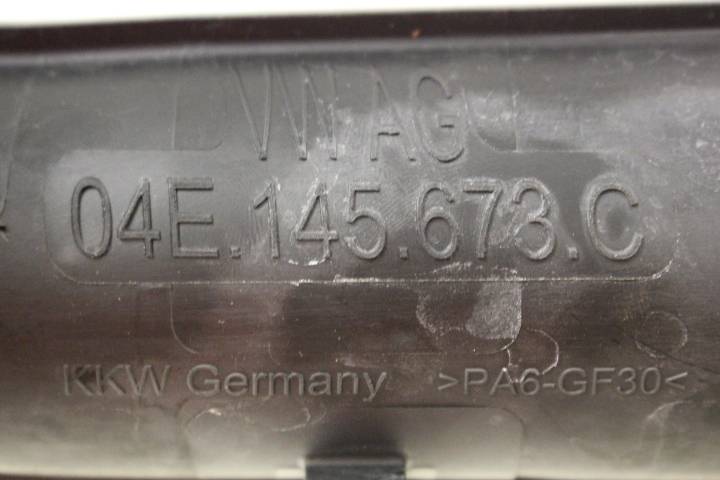 VW AG
04E.145.673.C
KKW Germany >PA6-GF30<